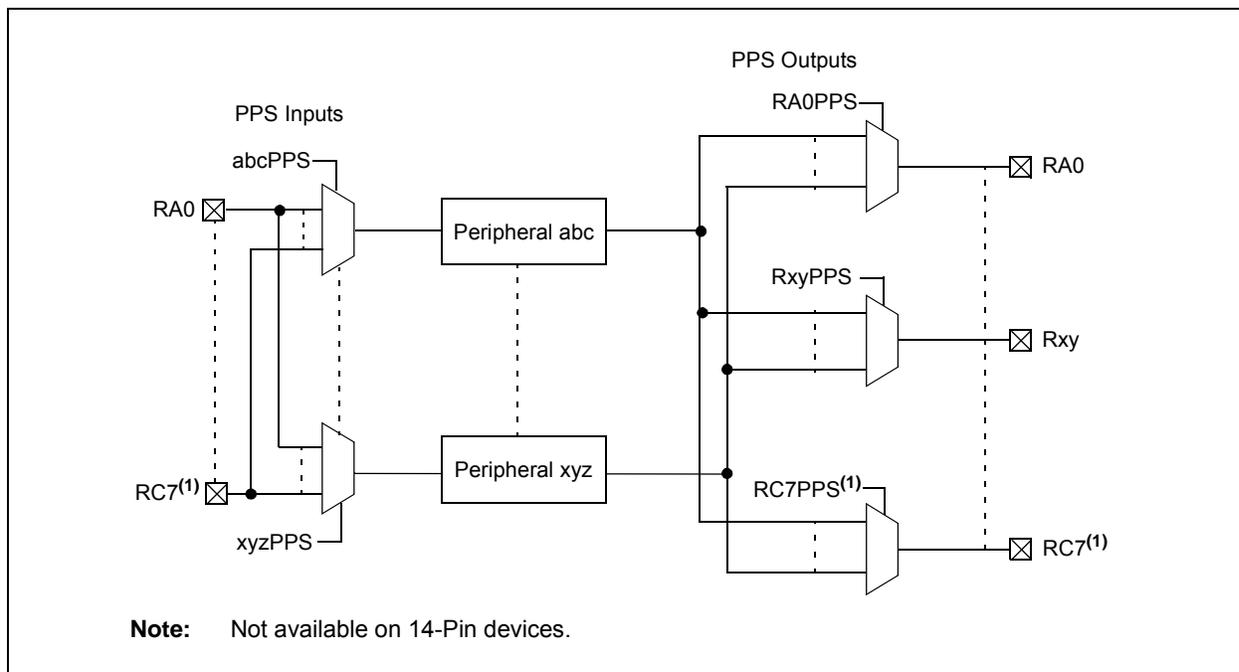 PPS Outputs
RA0PPS
PPS Inputs
abcPPS
RA0
Peripheral abc
RA0
RxyPPS
Rxy
RC7(1)
Peripheral xyz
RC7PPS(1)
xyzPPS
RC7(1)
Note: Not available on 14-Pin devices.